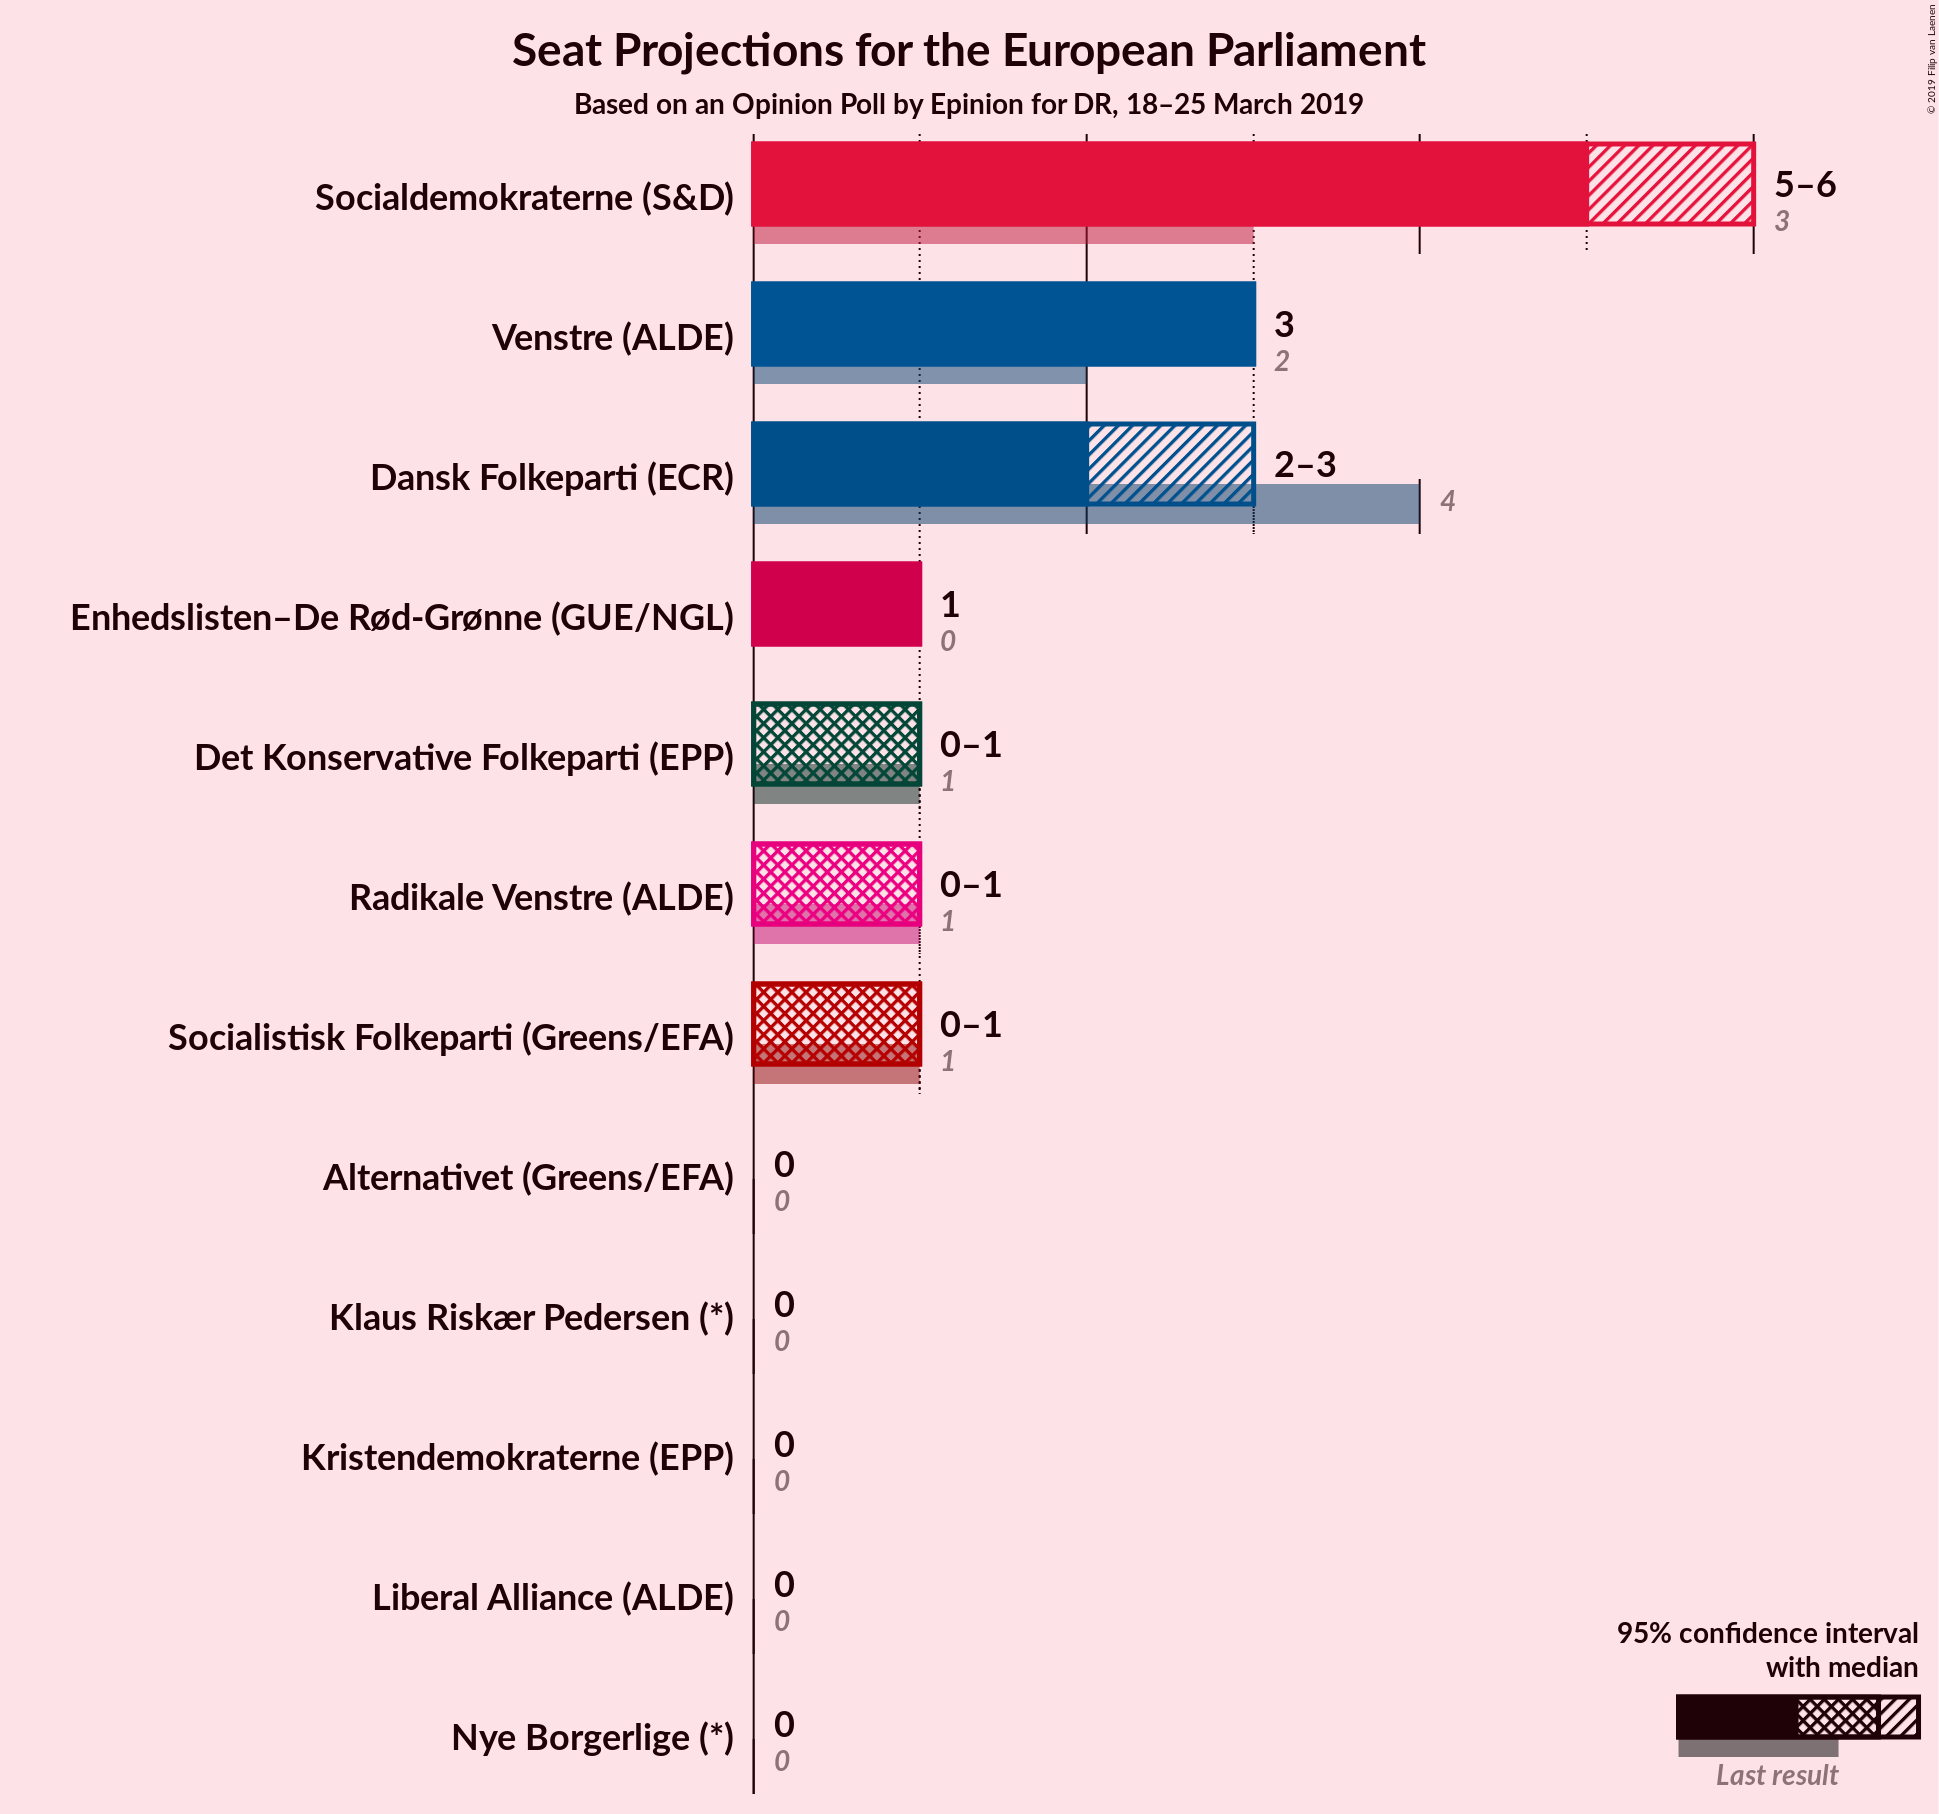 Seat Projections for the European Parliament
Based on an Opinion Poll by Epinion for DR, 18–25 March 2019
© 2019 Filip van Laenen
Socialdemokraterne (S&D)
5–6
3
Venstre (ALDE)
3
2
Dansk Folkeparti (ECR)
2–3
4
Enhedslisten–De Rød-Grønne (GUE/NGL)
1
0
Det Konservative Folkeparti (EPP)
0–1
1
Radikale Venstre (ALDE)
0–1
1
Socialistisk Folkeparti (Greens/EFA)
0–1
1
Alternativet (Greens/EFA)
0
0
Klaus Riskær Pedersen (*)
0
0
Kristendemokraterne (EPP)
0
0
Liberal Alliance (ALDE)
0
0
Nye Borgerlige (*)
0
0
95% confidence interval
with median
Last result